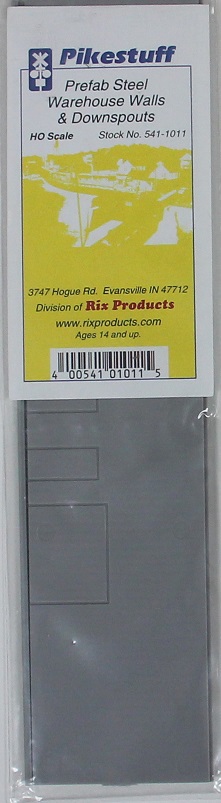 Pikestuff
Prefab Steel
Warehouse Walls
& Downspouts
HO Scale Stock No. 541-1011
3747 Hogue Rd. Evansville IN 47712
Division of Rix Products
www.rixproducts.com
Ages 14 and up.
4 00541 01011 5